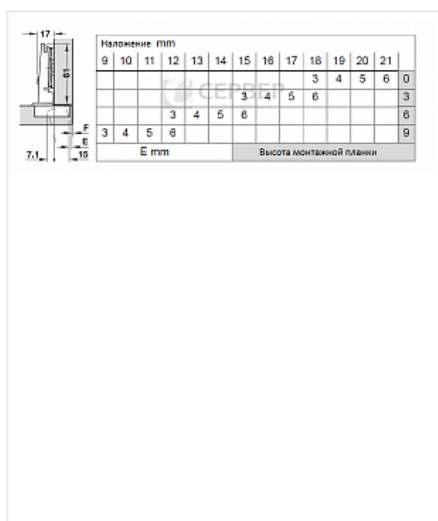 17
61
F
E
7.1
15
Наложение mm
9 10 11 12 13 14 15 16 17 18 19 20 21
3 4 5 6 0
3 4 5 6 3
3 4 5 6 6
3 4 5 6 9
E mm Высота монтажной планки
СЕРВЕР